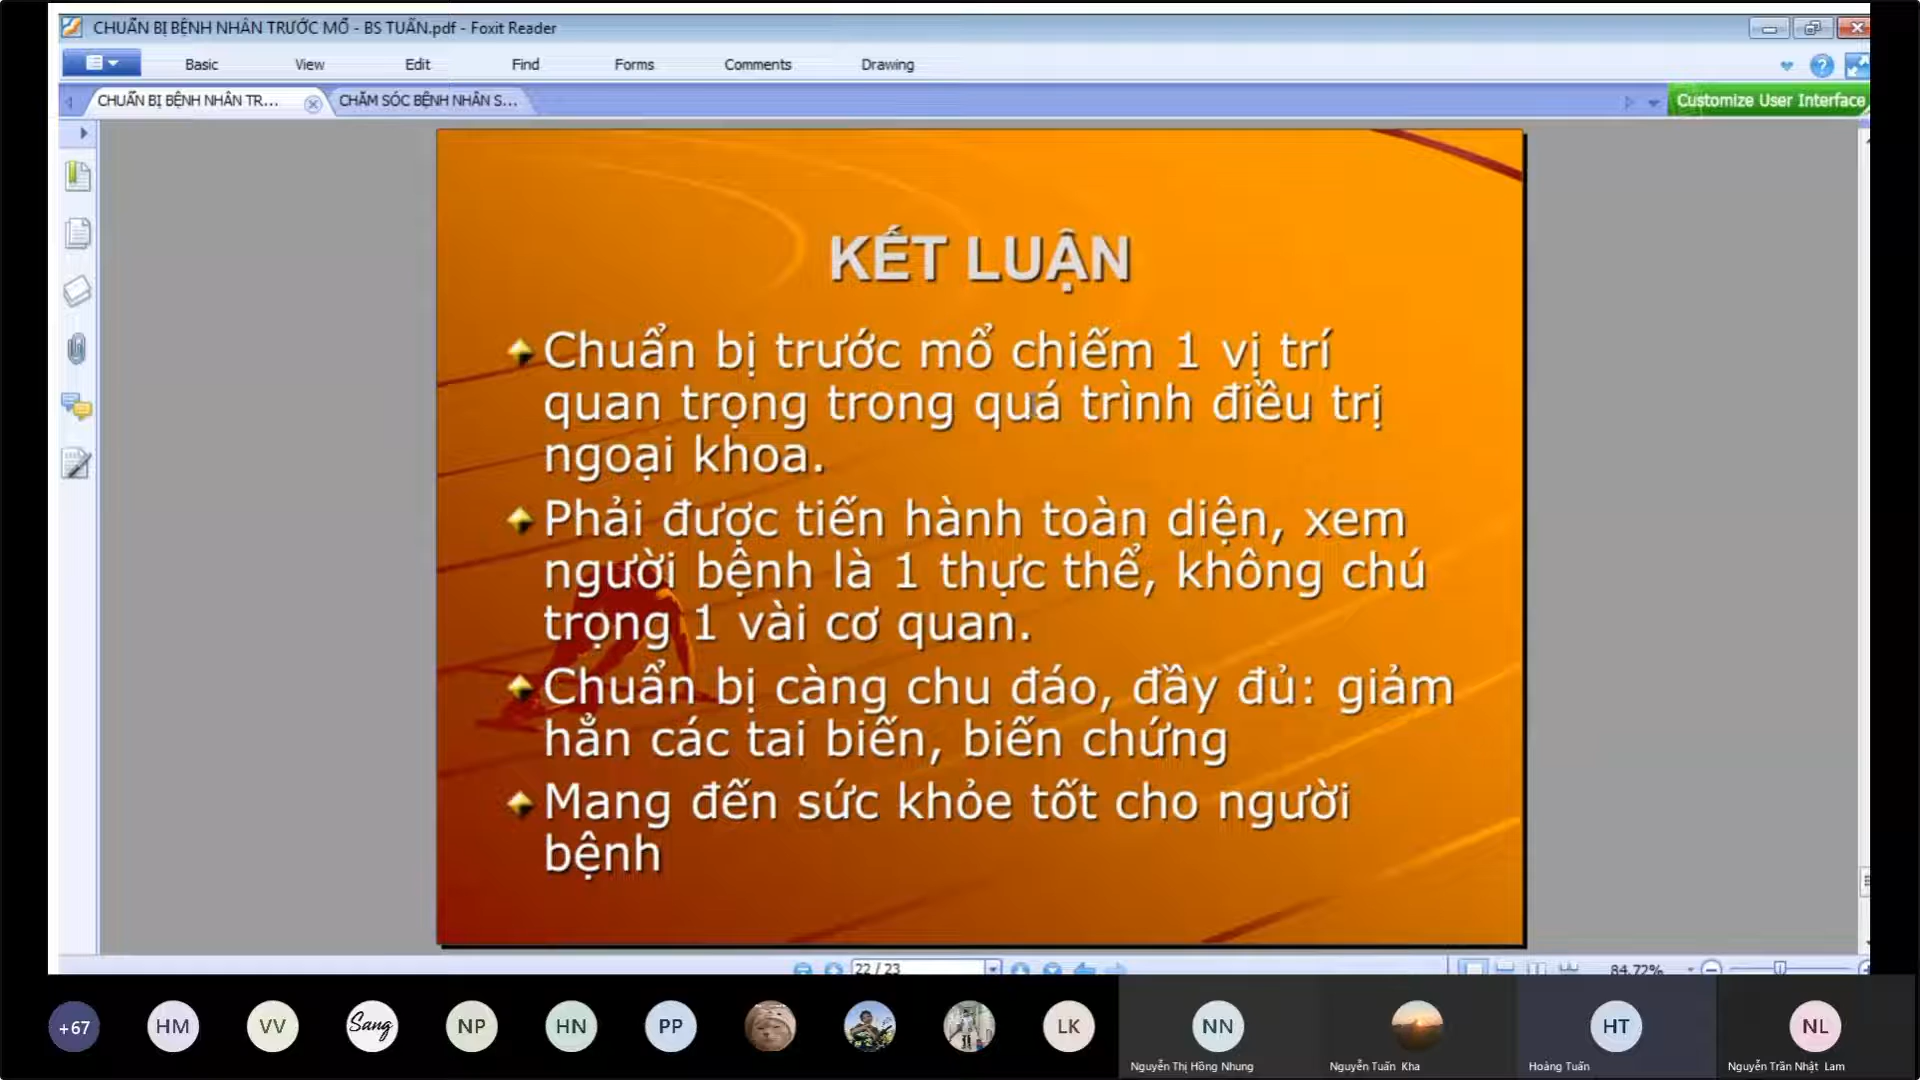 CHUẨN BỊ BỆNH NHÂN TRƯỚC MỔ - BS TUẤN.pdf - Foxit Reader
Basic View Edit Find Forms Comments Drawing
CHUẨN BỊ BỆNH NHÂN TR... CHĂM SÓC BỆNH NHÂN S... Customize User Interface
KẾT LUẬN
Chuẩn bị trước mổ chiếm 1 vị trí
quan trọng trong quá trình điều trị
ngoại khoa.
Phải được tiến hành toàn diện, xem
người bệnh là 1 thực thể, không chú
trọng 1 vài cơ quan.
Chuẩn bị càng chu đáo, đầy đủ: giảm
hẳn các tai biến, biến chứng
Mang đến sức khỏe tốt cho người
bệnh
22 / 23 84.72%
+67 HM VV Sang NP HN PP LK NN HT NL
Nguyễn Thị Hồng Nhung Nguyễn Tuấn Kha Hoàng Tuấn Nguyễn Trần Nhật Lam